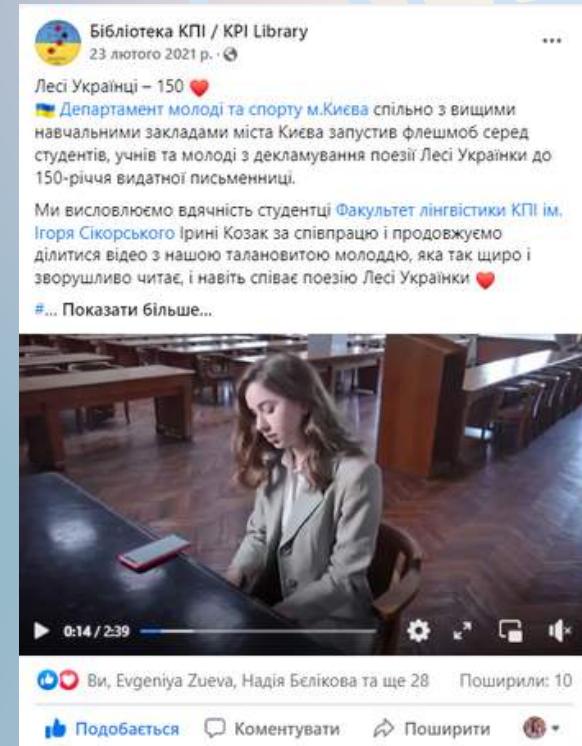 Бібліотека КПІ / KPI Library
23 лютого 2021 р. ·
Лесі Українці – 150 ❤️
🇺🇦 Департамент молоді та спорту м.Києва спільно з вищими
навчальними закладами міста Києва запустив флешмоб серед
студентів, учнів та молоді з декламування поезії Лесі Українки до
150-річчя видатної письменниці.
Ми висловлюємо вдячність студентці Факультет лінгвістики КПІ ім.
Ігоря Сікорського Ірині Козак за співпрацю і продовжуємо
ділитися відео з нашою талановитою молоддю, яка так щиро і
зворушливо читає, і навіть співає поезію Лесі Українки ❤️
#... Показати більше...
0:14 / 2:39
Ви, Evgeniya Zueva, Надія Бєлікова та ще 28 Поширили: 10
Подобається Коментувати Поширити